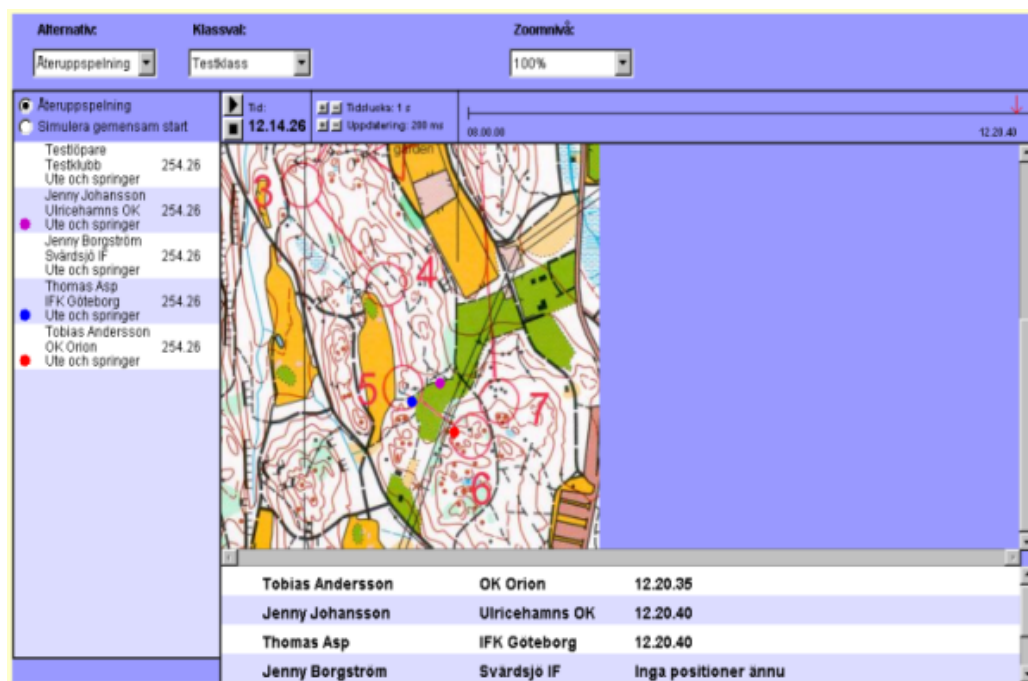 Alternativ:
Klassval:
Zoomnivå:
Återuppspelning
Testklass
100%
Återuppspelning
Simulera gemensam start
Tid:
12.14.26
Tidslucka: 1 s
Uppdatering: 200 ms
08.00.00
12.20.40
Testlöpare
Testklubb 254.26
Ute och springer
Jenny Johansson
Ulricehamns OK 254.26
Ute och springer
Jenny Borgström
Svärdsjö IF 254.26
Ute och springer
Thomas Asp
IFK Göteborg 254.26
Ute och springer
Tobias Andersson
OK Orion 254.26
Ute och springer
gården
3
4
5
7
6
Tobias Andersson OK Orion 12.20.35
Jenny Johansson Ulricehamns OK 12.20.40
Thomas Asp IFK Göteborg 12.20.40
Jenny Borgström Svärdsjö IF Inga positioner ännu